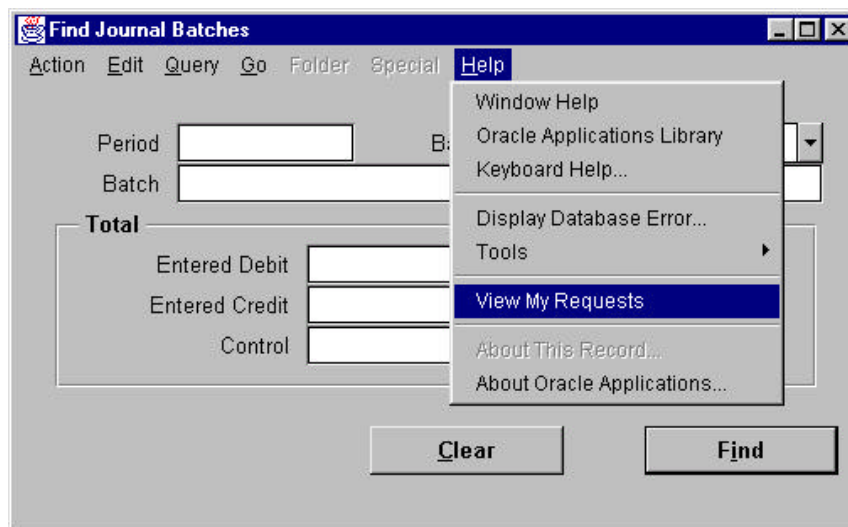 Find Journal Batches
Action Edit Query Go Folder Special Help
Window Help
Oracle Applications Library
Keyboard Help...
Display Database Error...
Tools
View My Requests
About This Record...
About Oracle Applications...
Period
Batch
Total
Entered Debit
Entered Credit
Control
Clear Find